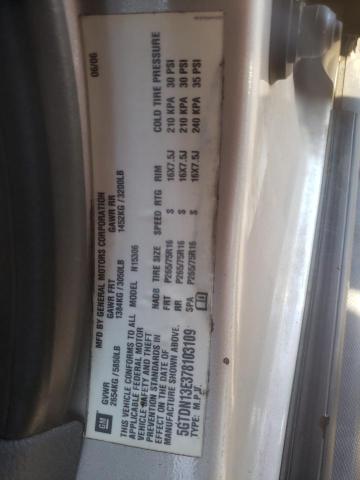 06/06
MFD BY GENERAL MOTORS CORPORATION
GVWR GAWR FRT GAWR RR
2654KG/5850LB 1384KG/3050LB 1452KG/3200LB
THIS VEHICLE CONFORMS TO ALL
APPLICABLE FEDERAL MOTOR
VEHICLE SAFETY AND THEFT
PREVENTION STANDARDS IN
EFFECT ON THE DATE OF
MANUFACTURE SHOWN ABOVE.
5GTDN13E378103109
TYPE: M.P.V.
MODEL N15306
NADB TIRE SIZE SPEED RTG RIM COLD TIRE PRESSURE
FRT P265/75R16 S 16X7.5J 210 KPA 30 PSI
RR P265/75R16 S 16X7.5J 210 KPA 30 PSI
SPA P265/75R16 S 16X7.5J 240 KPA 35 PSI
GM